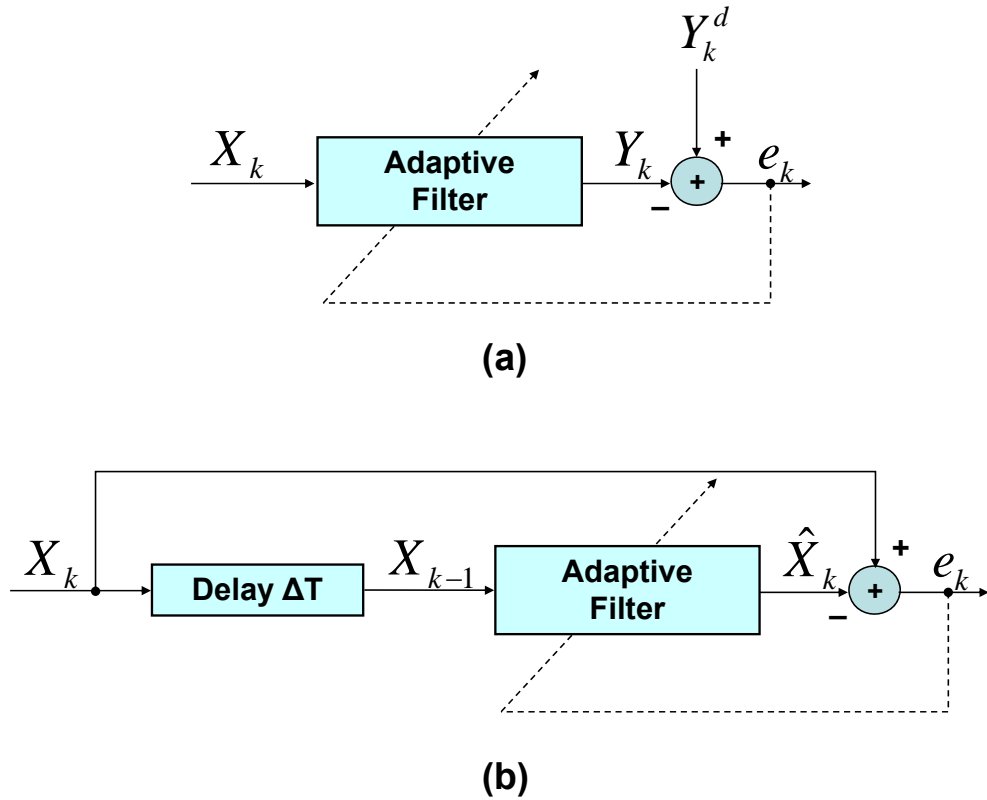 Y_k^d
X_k
Adaptive
Filter
Y_k
+
+
−
e_k
(a)
X_k
Delay ΔT
X_{k−1}
Adaptive
Filter
X̂_k
+
+
−
e_k
(b)